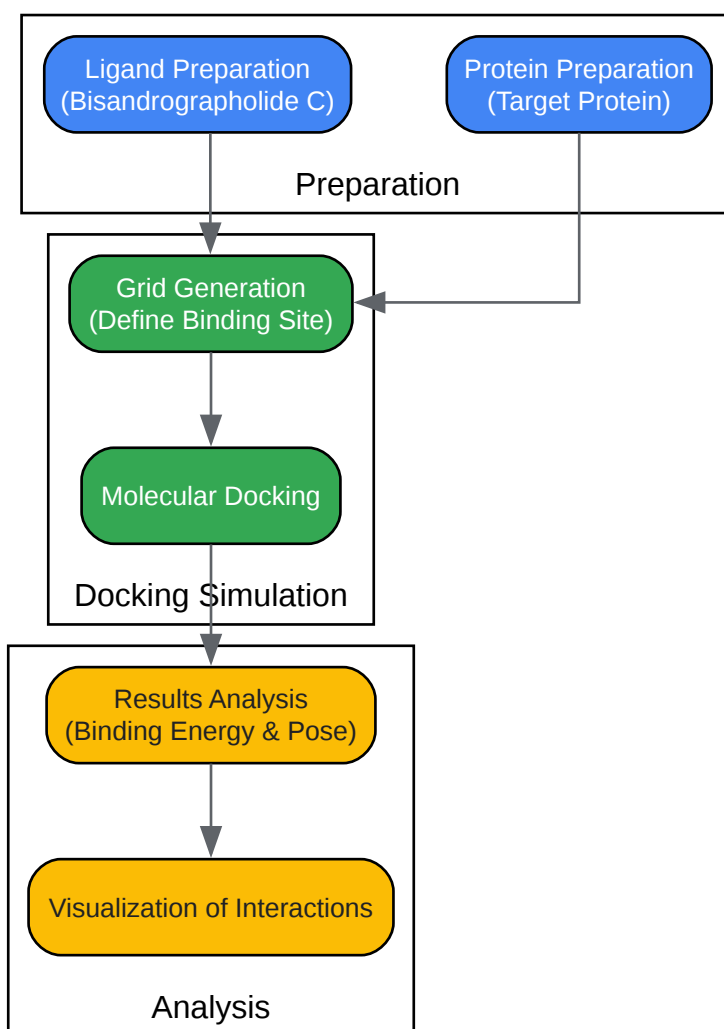 Ligand Preparation
(Bisandrographolide C)
Protein Preparation
(Target Protein)
Preparation
Grid Generation
(Define Binding Site)
Molecular Docking
Docking Simulation
Results Analysis
(Binding Energy & Pose)
Visualization of Interactions
Analysis